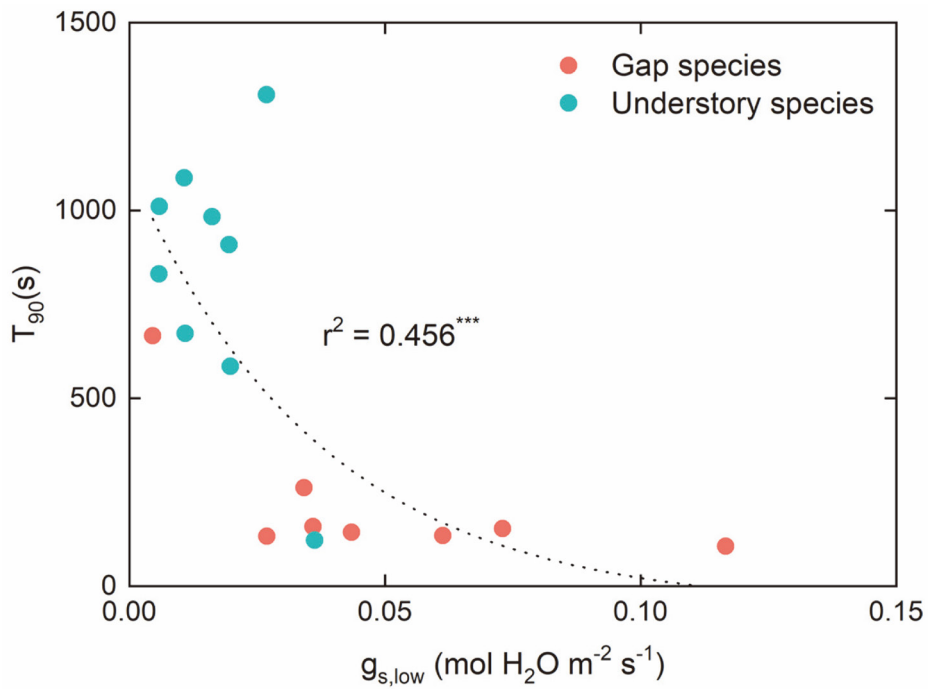 1500
Gap species
Understory species
1000
T₉₀(s)
r² = 0.456***
500
0
0.00 0.05 0.10 0.15
gₛ,ₗₒw (mol H₂O m⁻² s⁻¹)